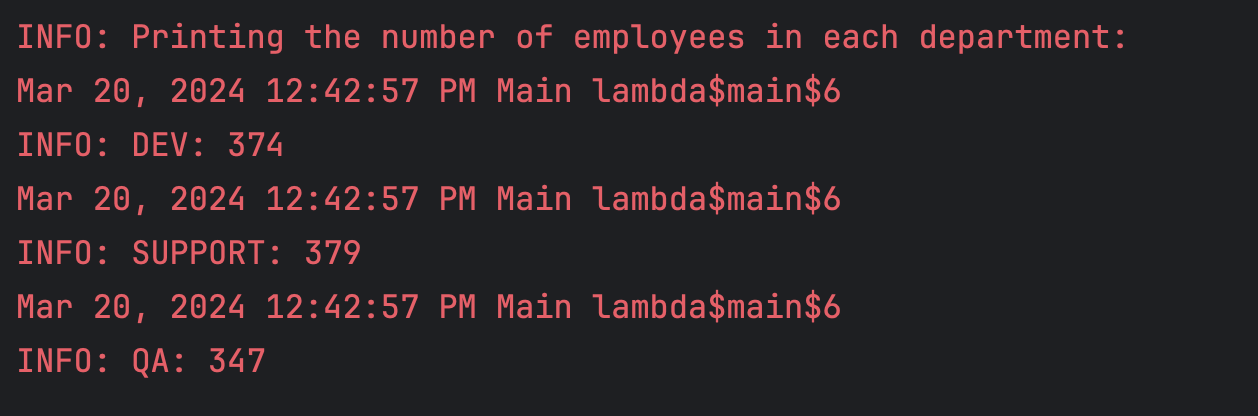 INFO: Printing the number of employees in each department:
Mar 20, 2024 12:42:57 PM Main lambda$main$6
INFO: DEV: 374
Mar 20, 2024 12:42:57 PM Main lambda$main$6
INFO: SUPPORT: 379
Mar 20, 2024 12:42:57 PM Main lambda$main$6
INFO: QA: 347